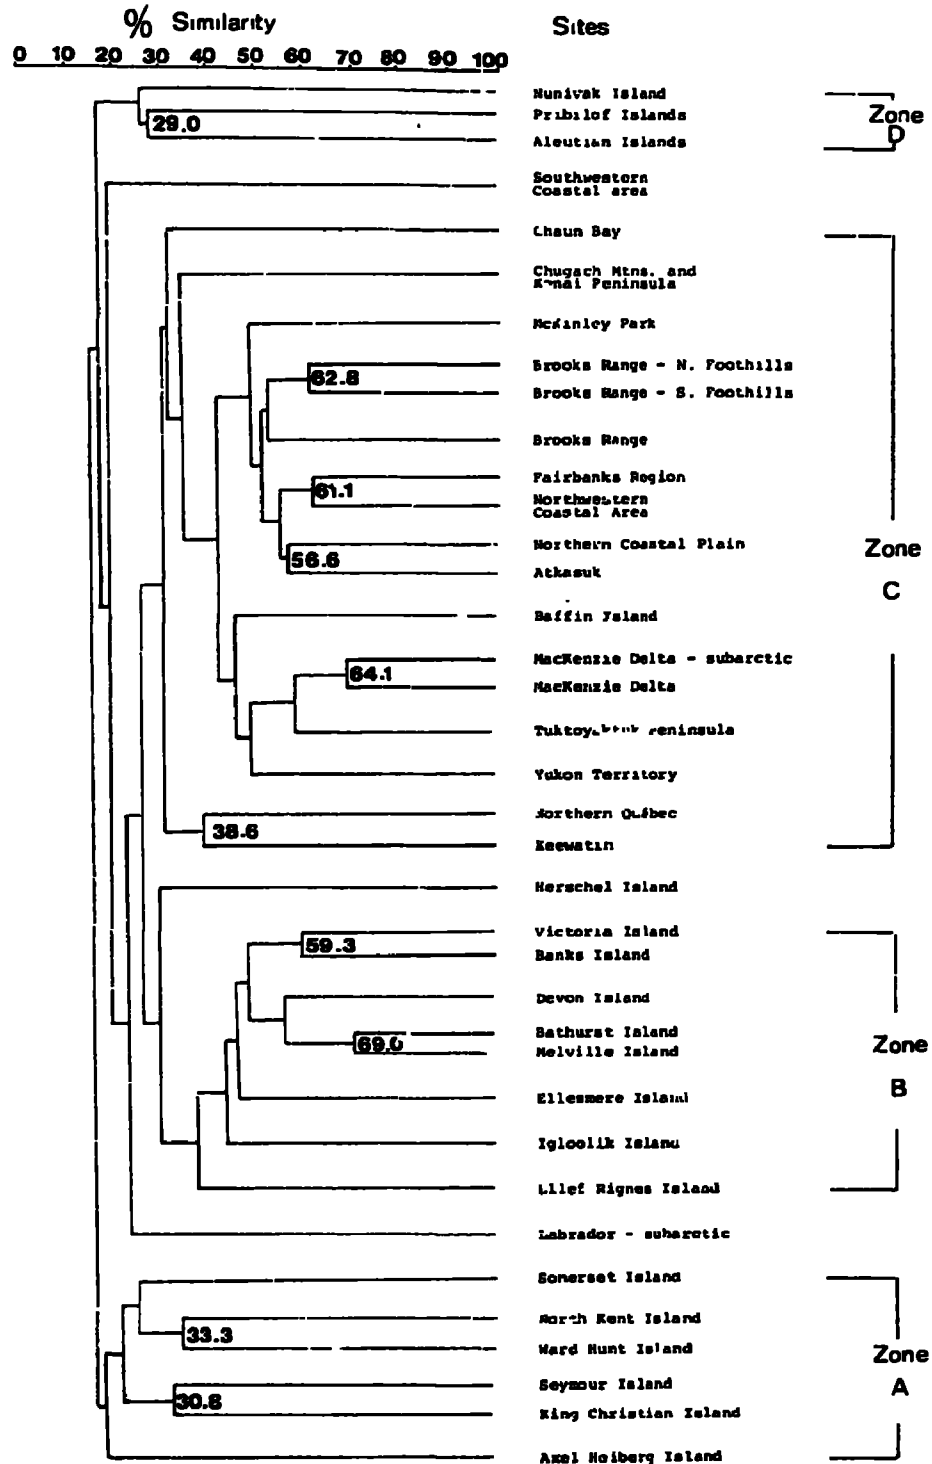 % Similarity
Sites
0 10 20 30 40 50 60 70 80 90 100
Nunivak Island
Pribilof Islands
29.0
Aleutian Islands
Zone
D
Southwestern
Coastal area
Chaun Bay
Chugach Mtns. and
Kenai Peninsula
McKinley Park
Brooks Range - N. Foothills
62.8
Brooks Range - S. Foothills
Brooks Range
Fairbanks Region
61.1
Northwestern
Coastal Area
Northern Coastal Plain
56.6
Atkasuk
Zone
C
Baffin Island
MacKenzie Delta - subarctic
64.1
MacKenzie Delta
Peninsula
Yukon Territory
Northern Québec
38.6
Keewatin
Herschel Island
Victoria Island
59.3
Banks Island
Devon Island
Bathurst Island
69.0
Melville Island
Zone
B
Ellesmere Island
Igloolik Island
Rignes Island
Labrador - subarctic
Somerset Island
North Kent Island
33.3
Ward Hunt Island
Zone
A
Seymour Island
30.8
King Christian Island
Axel Heiberg Island